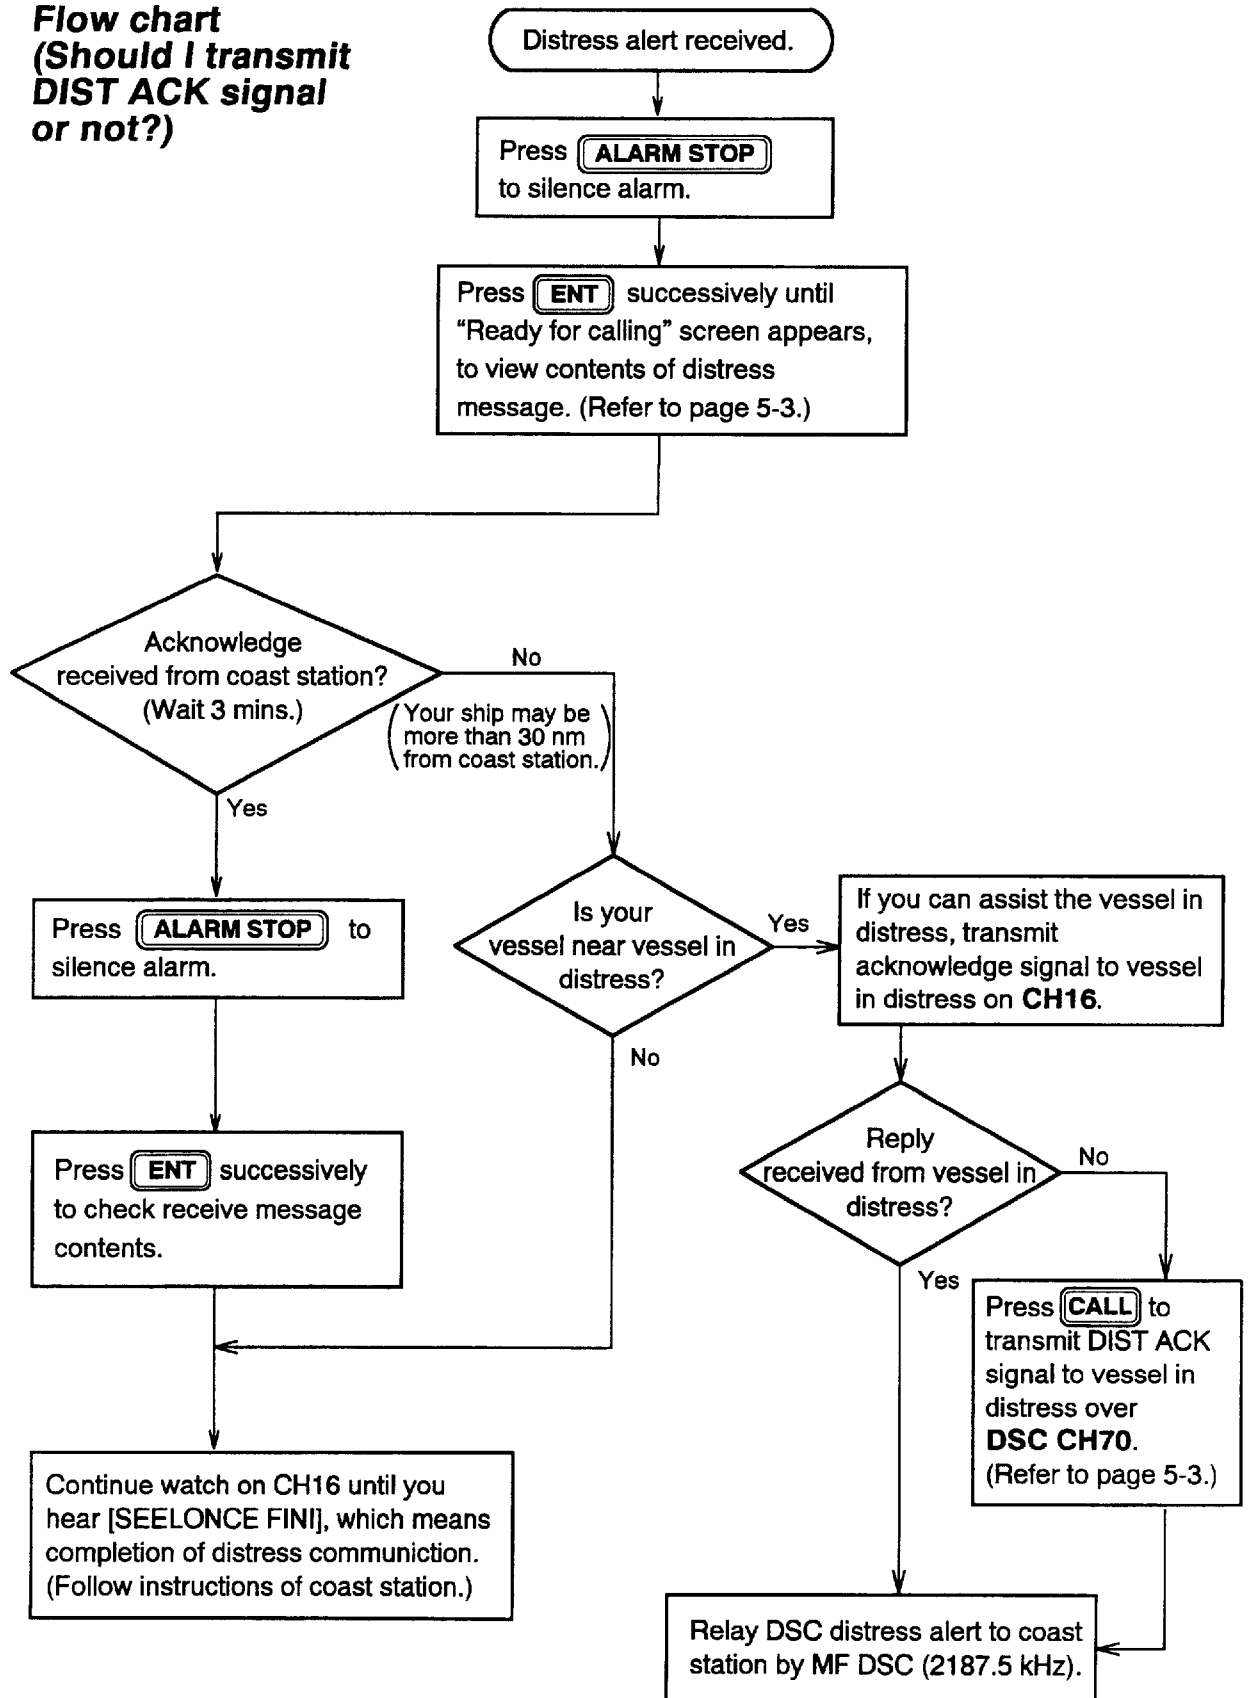 Flow chart
(Should I transmit
DIST ACK signal
or not?)
Distress alert received.
Press ALARM STOP
to silence alarm.
Press ENT successively until
“Ready for calling” screen appears,
to view contents of distress
message. (Refer to page 5-3.)
Acknowledge
received from coast station?
(Wait 3 mins.)
No
(Your ship may be
more than 30 nm
from coast station.)
Yes
Press ALARM STOP to
silence alarm.
Is your
vessel near vessel in
distress?
Yes
If you can assist the vessel in
distress, transmit
acknowledge signal to vessel
in distress on CH16.
No
Press ENT successively
to check receive message
contents.
Reply
received from vessel in
distress?
No
Yes
Press CALL to
transmit DIST ACK
signal to vessel in
distress over
DSC CH70.
(Refer to page 5-3.)
Continue watch on CH16 until you
hear [SEELONCE FINI], which means
completion of distress communiction.
(Follow instructions of coast station.)
Relay DSC distress alert to coast
station by MF DSC (2187.5 kHz).